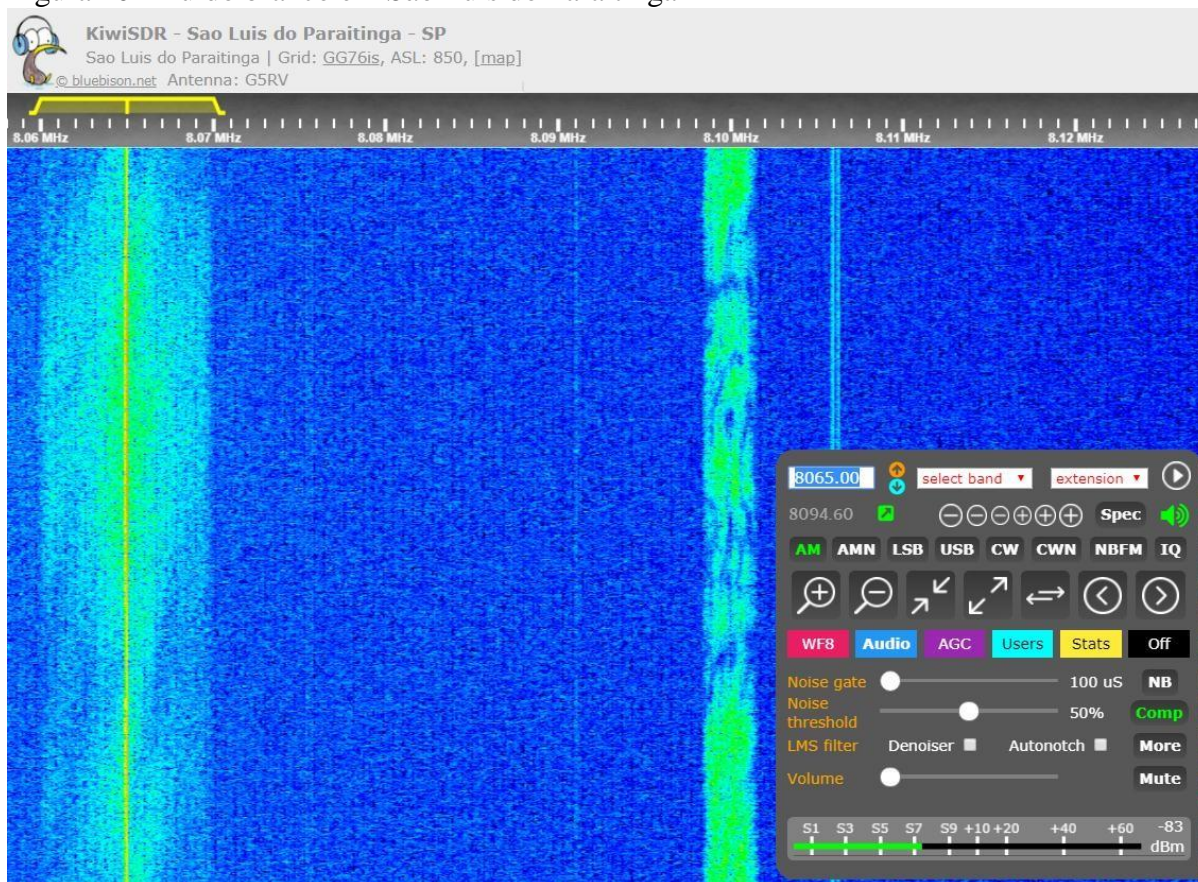 KiwiSDR - Sao Luis do Paraitinga - SP
Sao Luis do Paraitinga | Grid: GG76is, ASL: 850, [map]
© bluebison.net Antenna: G5RV
8.06 MHz 8.07 MHz 8.08 MHz 8.09 MHz 8.10 MHz 8.11 MHz 8.12 MHz
8065.00 select band extension
8094.60 Spec
AM AMN LSB USB CW CWN NBFM IQ
WF8 Audio AGC Users Stats Off
Noise gate 100 uS NB
Noise threshold 50% Comp
LMS filter Denoiser Autonotch More
Volume Mute
S1 S3 S5 S7 S9 +10 +20 +40 +60 -83 dBm